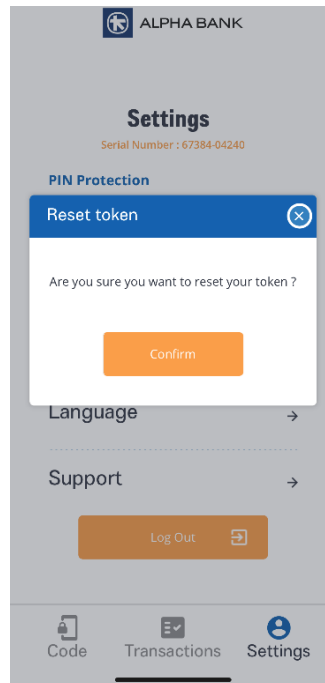 ALPHA BANK
Settings
Serial Number : 67384-04240
PIN Protection
Reset token
Are you sure you want to reset your token ?
Confirm
Language
Support
Log Out
Code Transactions Settings